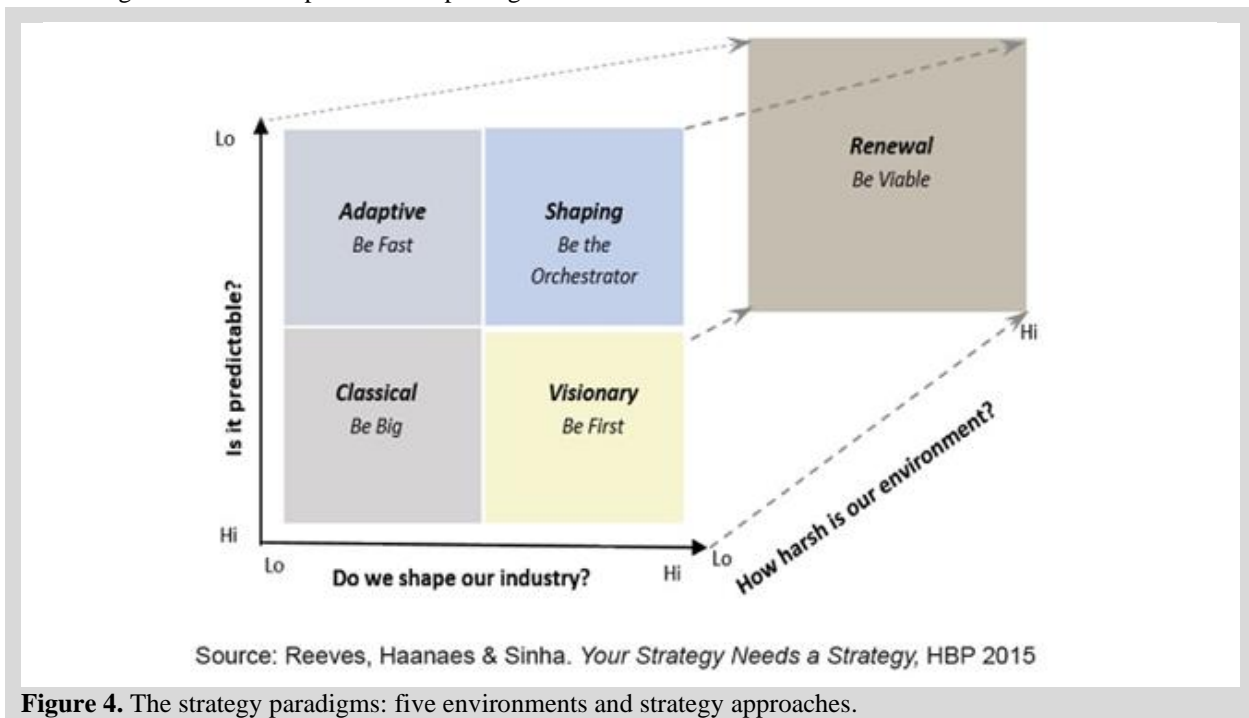 Lo
Renewal
Be Viable
Adaptive
Be Fast
Shaping
Be the
Orchestrator
Is it predictable?
Hi
Classical
Be Big
Visionary
Be First
How harsh is our environment?
Hi
Lo
Do we shape our industry?
Hi
Lo
Source: Reeves, Haanaes & Sinha. Your Strategy Needs a Strategy, HBP 2015
Figure 4. The strategy paradigms: five environments and strategy approaches.